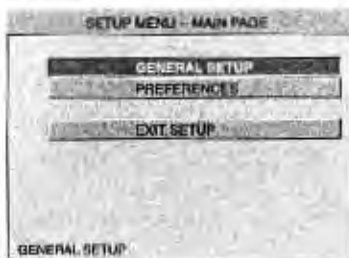 SETUP MENU -- MAIN PAGE
GENERAL SETUP
PREFERENCES
EXIT SETUP
GENERAL SETUP